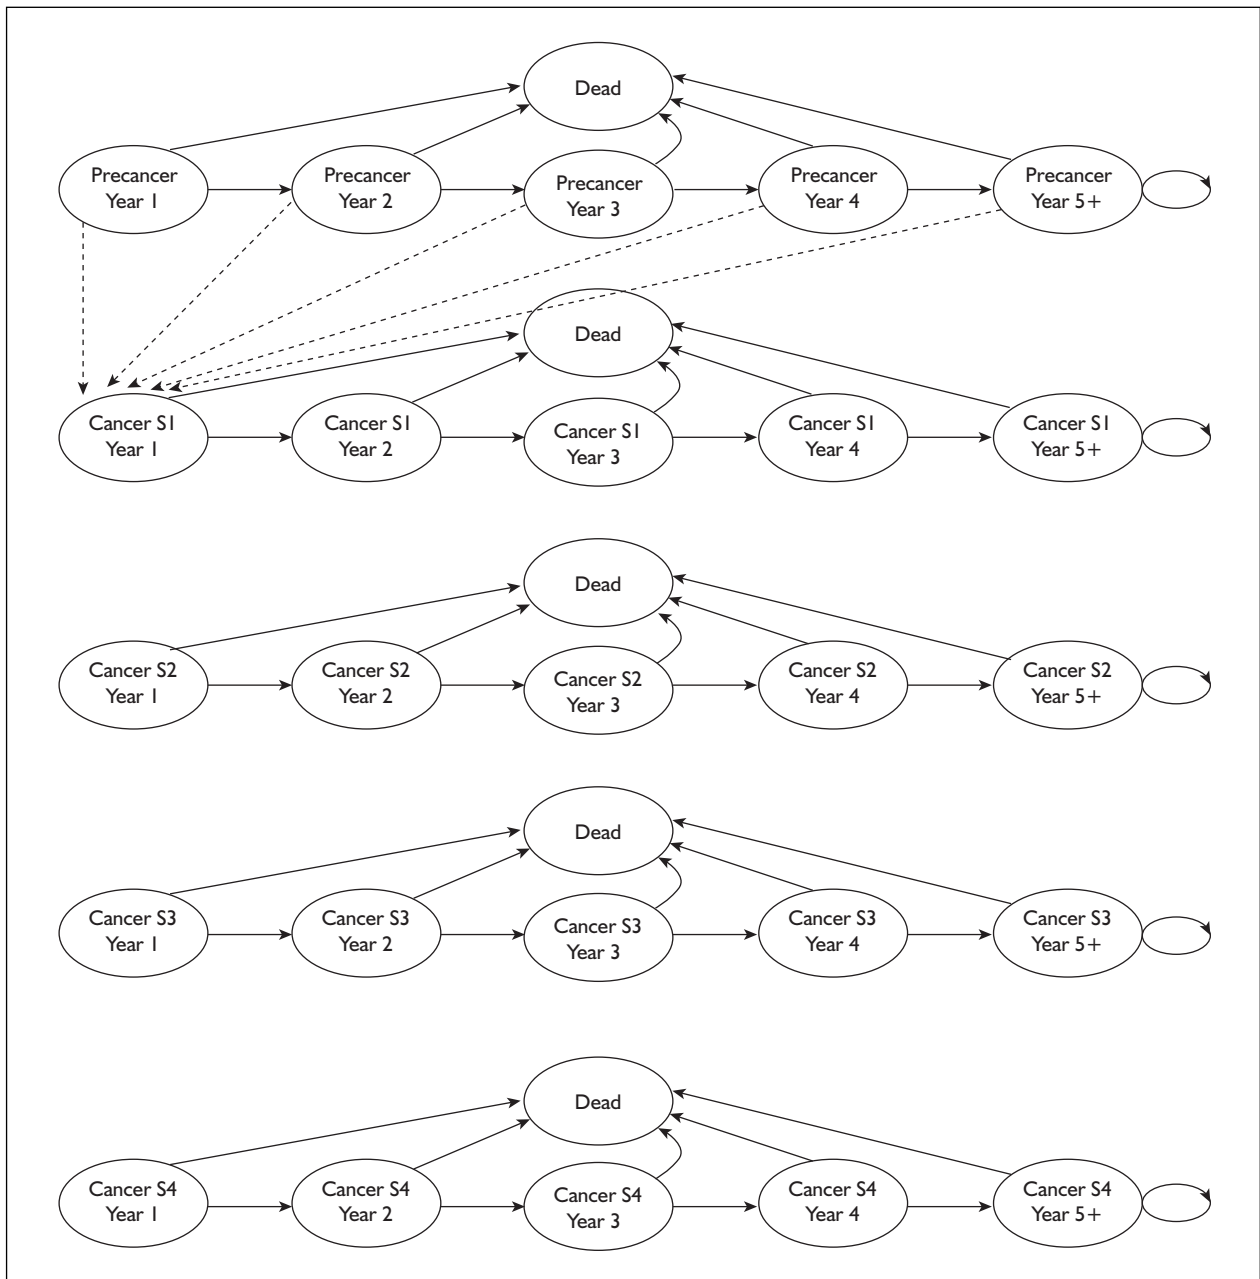 Dead
Precancer
Year 1
Precancer
Year 2
Precancer
Year 3
Precancer
Year 4
Precancer
Year 5+
Dead
Cancer S1
Year 1
Cancer S1
Year 2
Cancer S1
Year 3
Cancer S1
Year 4
Cancer S1
Year 5+
Dead
Cancer S2
Year 1
Cancer S2
Year 2
Cancer S2
Year 3
Cancer S2
Year 4
Cancer S2
Year 5+
Dead
Cancer S3
Year 1
Cancer S3
Year 2
Cancer S3
Year 3
Cancer S3
Year 4
Cancer S3
Year 5+
Dead
Cancer S4
Year 1
Cancer S4
Year 2
Cancer S4
Year 3
Cancer S4
Year 4
Cancer S4
Year 5+